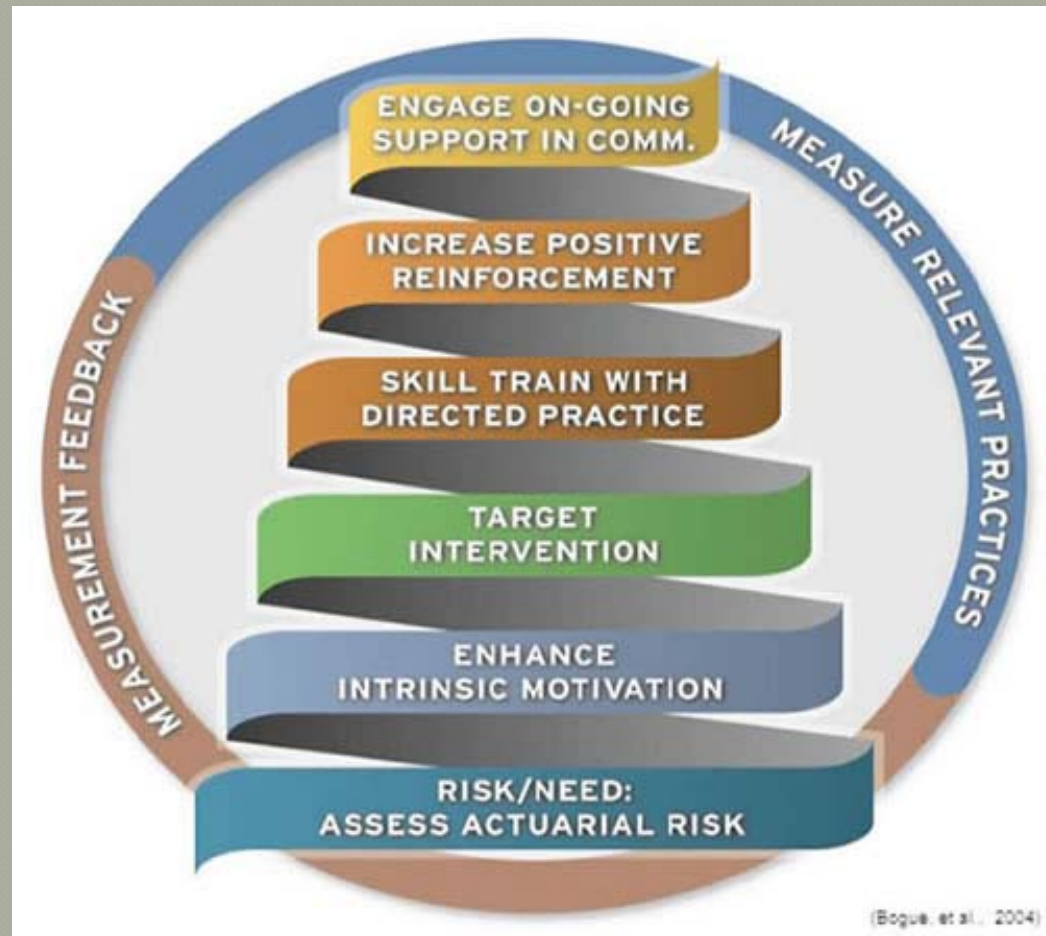 ENGAGE ON-GOING
SUPPORT IN COMM.
INCREASE POSITIVE
REINFORCEMENT
SKILL TRAIN WITH
DIRECTED PRACTICE
TARGET
INTERVENTION
ENHANCE
INTRINSIC MOTIVATION
RISK/NEED:
ASSESS ACTUARIAL RISK
MEASUREMENT FEEDBACK
MEASURE RELEVANT PRACTICES
(Bogue, et al., 2004)